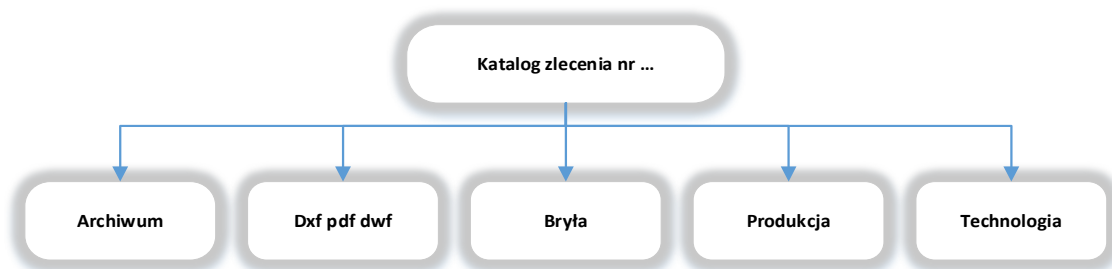 Katalog zlecenia nr ...
Archiwum
Dxf pdf dwf
Bryła
Produkcja
Technologia